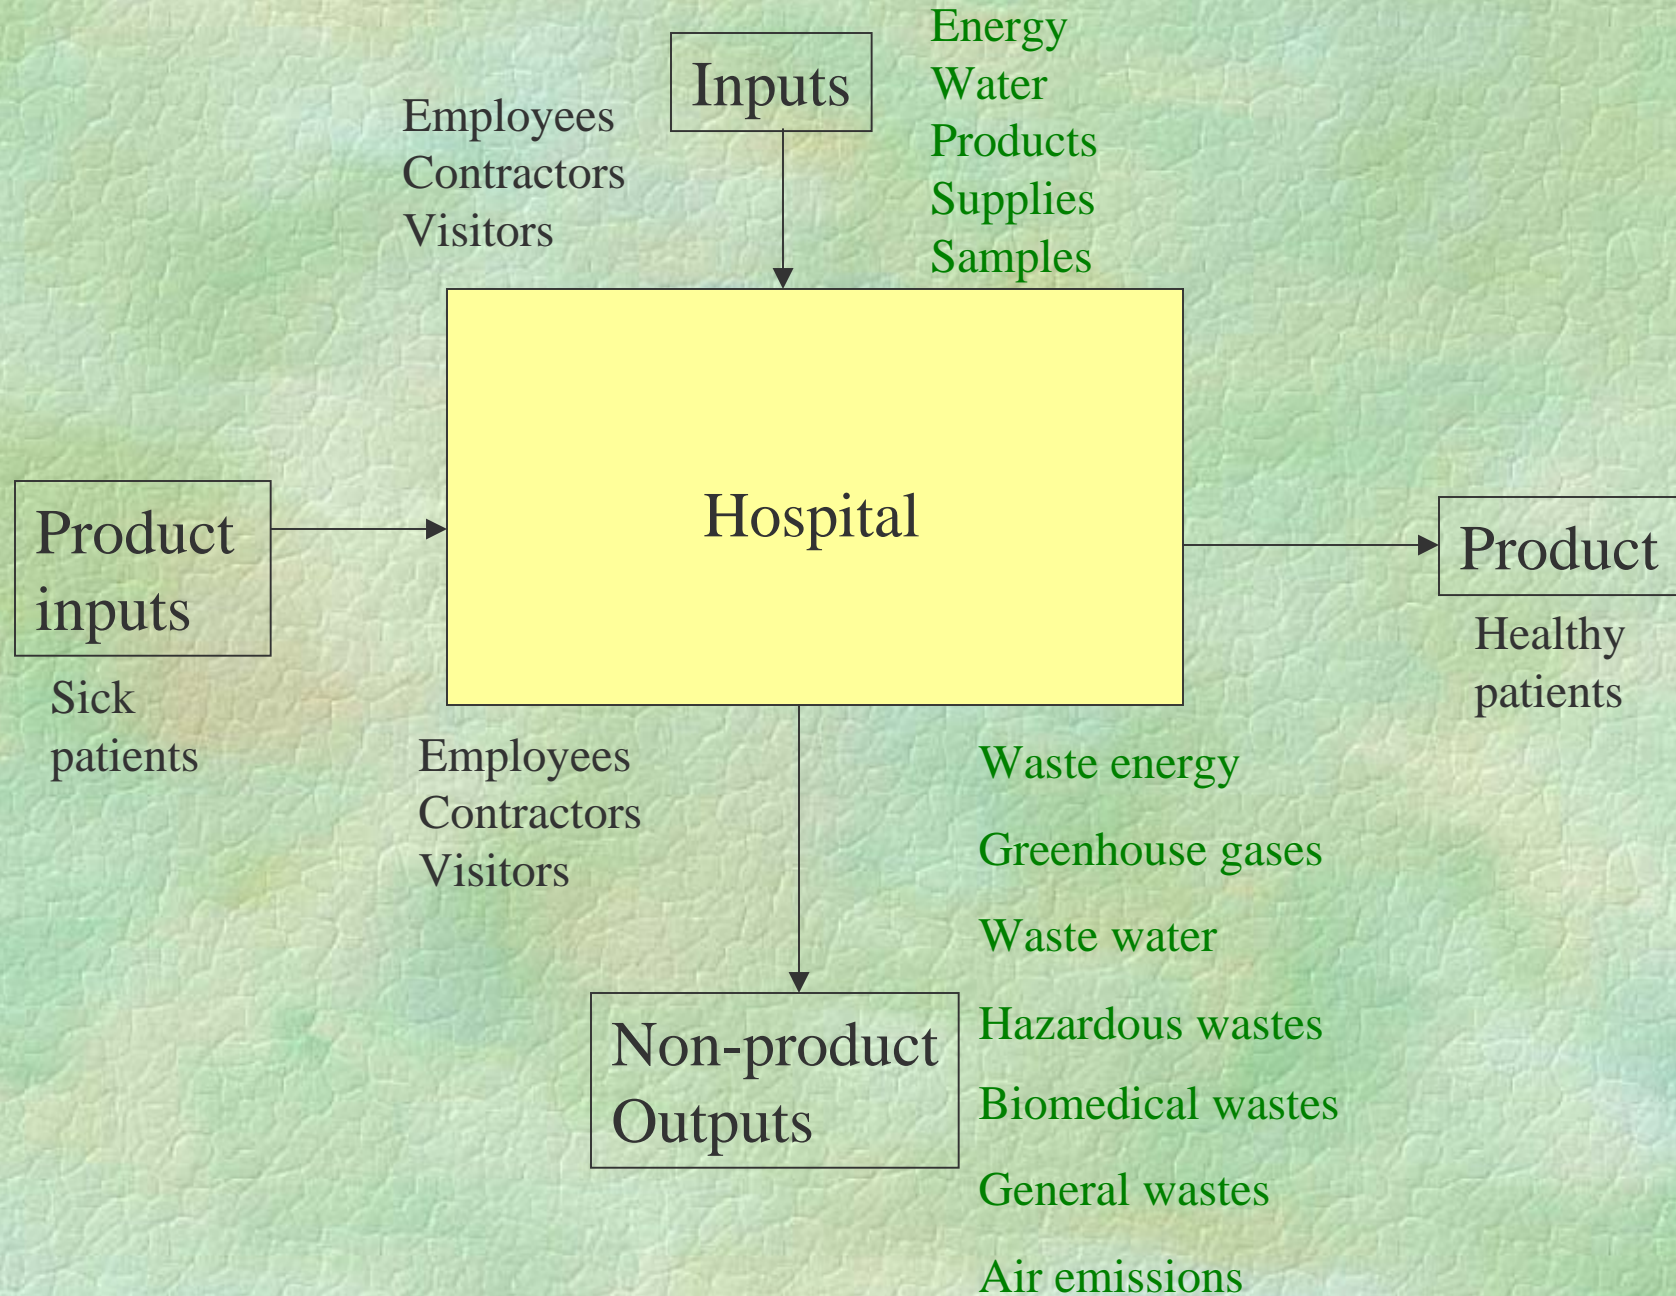 Inputs
Employees
Contractors
Visitors
Energy
Water
Products
Supplies
Samples
Product
inputs
Sick
patients
Hospital
Product
Healthy
patients
Employees
Contractors
Visitors
Non-product
Outputs
Waste energy
Greenhouse gases
Waste water
Hazardous wastes
Biomedical wastes
General wastes
Air emissions